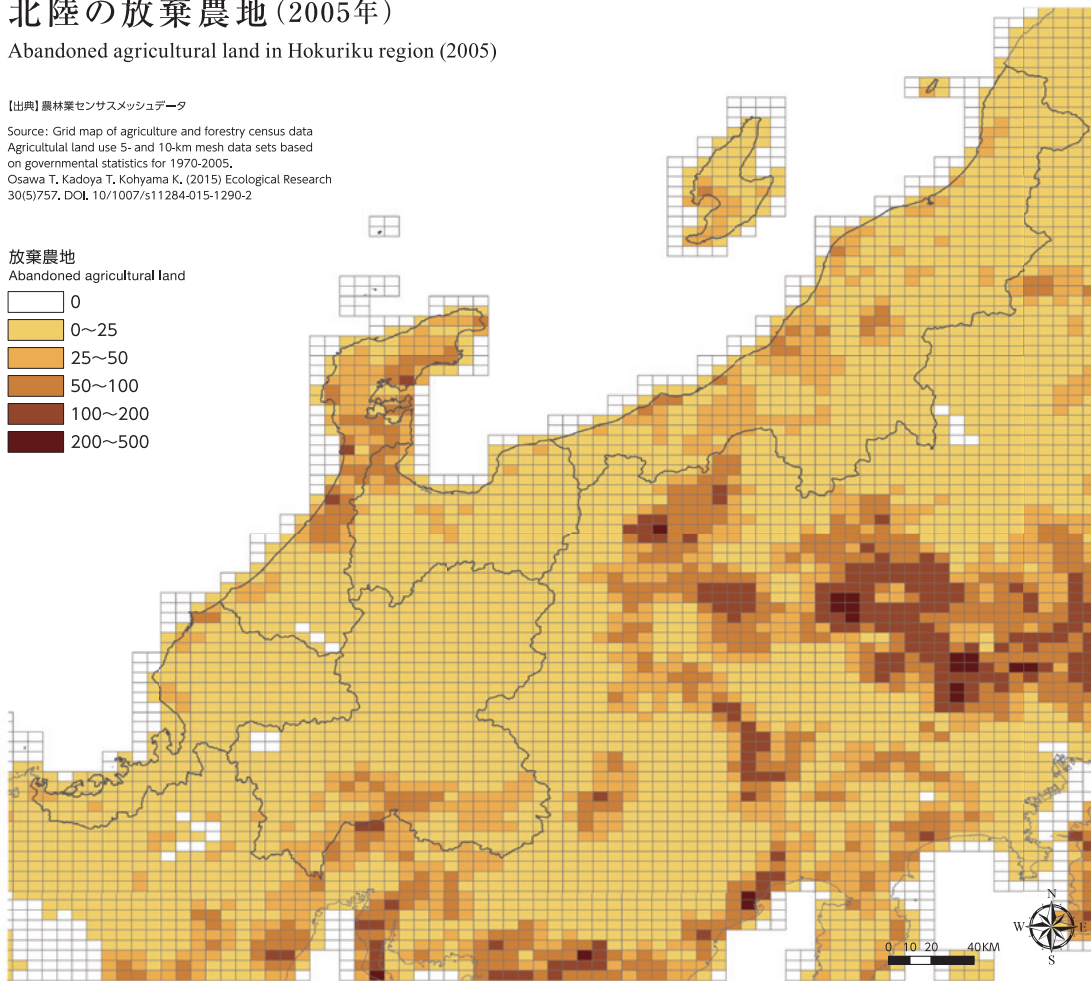 北陸の放棄農地(2005年)
Abandoned agricultural land in Hokuriku region (2005)
【出典】農林業センサスメッシュデータ
Source: Grid map of agriculture and forestry census data
Agricultulal land use 5- and 10-km mesh data sets based
on governmental statistics for 1970-2005.
Osawa T. Kadoya T. Kohyama K. (2015) Ecological Research
30(5)757. DOI. 10/1007/s11284-015-1290-2
放棄農地
Abandoned agricultural land
0
0～25
25～50
50～100
100～200
200～500
N
W E
S
0 10 20 40KM